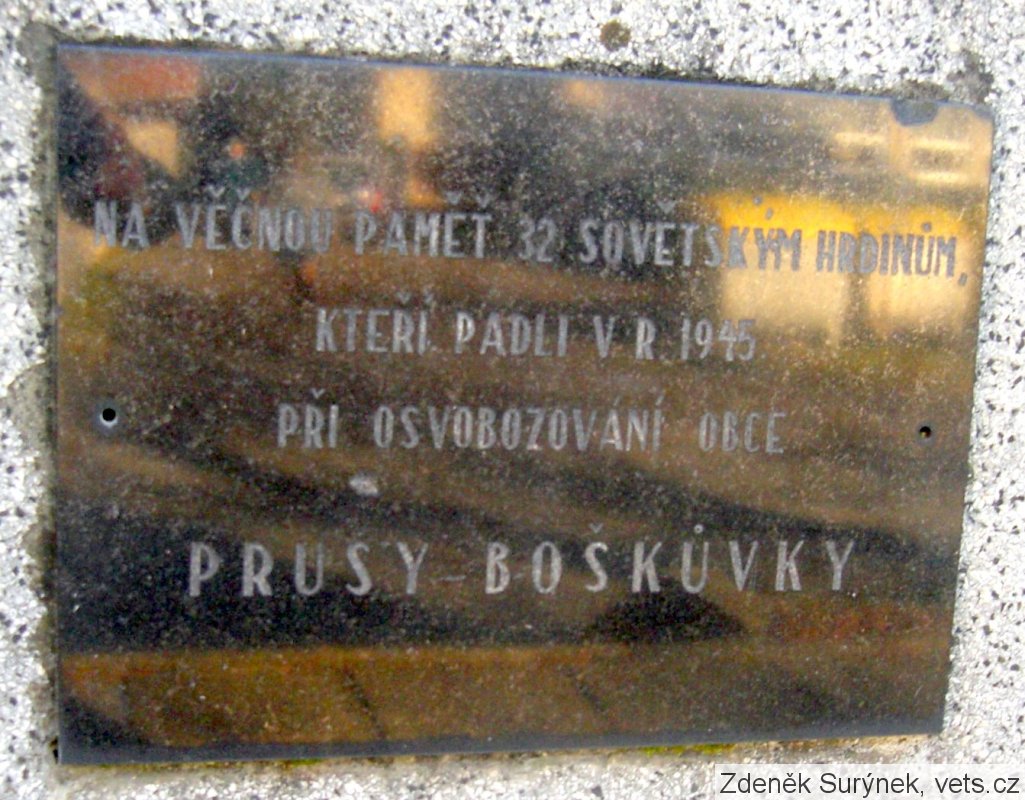 NA VĚČNOU PAMĚŤ 32 SOVĚTSKÝM HRDINŮM,
KTEŘÍ PADLI V R. 1945
PŘI OSVOBOZOVÁNÍ OBCE
PRUSY - BOŠKŮVKY
Zdeněk Surýnek, vets.cz